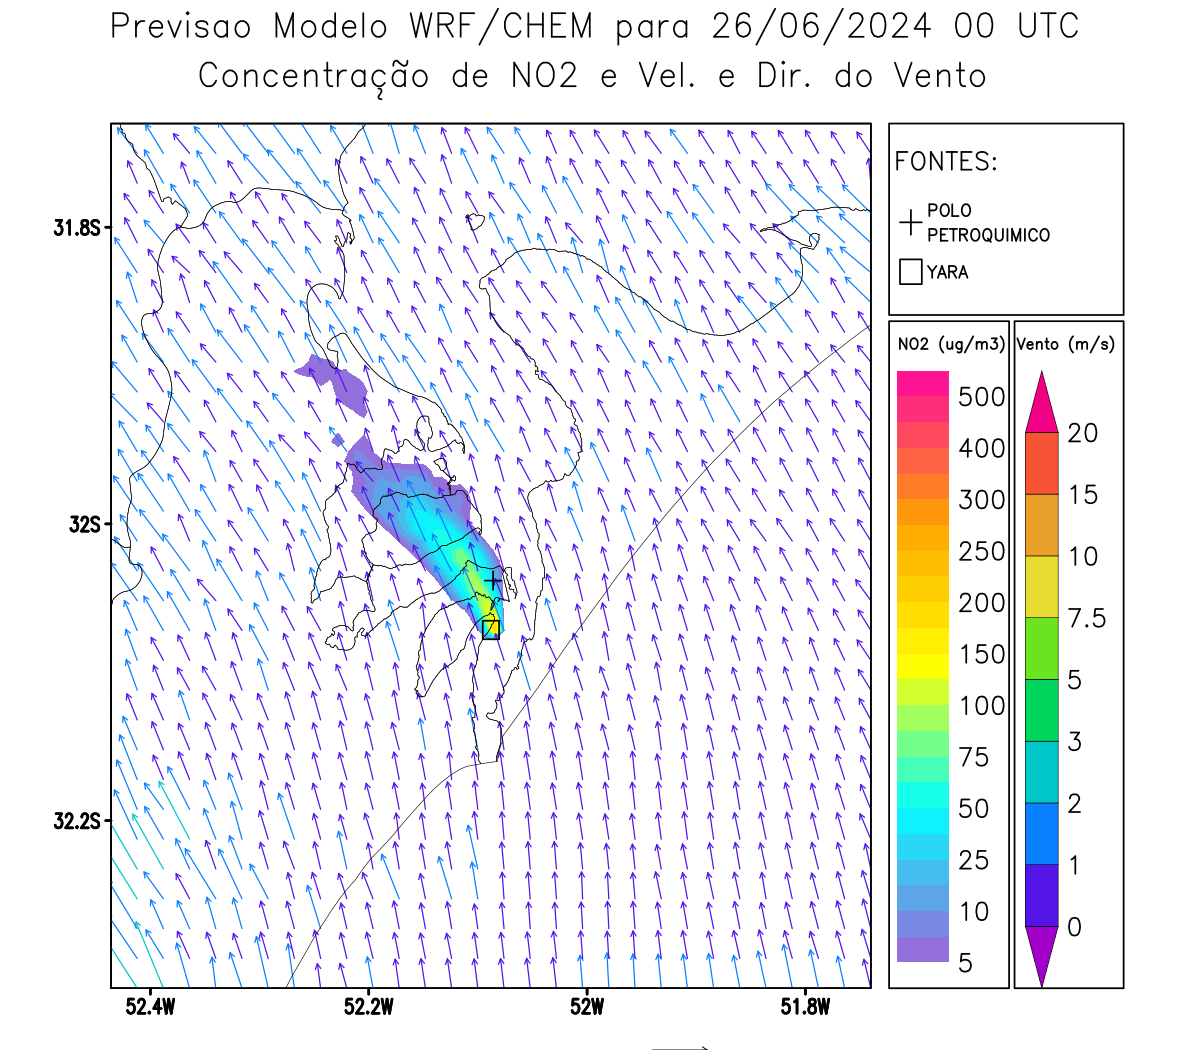 Previsao Modelo WRF/CHEM para 26/06/2024 00 UTC
Concentração de NO2 e Vel. e Dir. do Vento
FONTES:
POLO
PETROQUIMICO
YARA
31.8S
32S
32.2S
52.4W
52.2W
52W
51.8W
NO2 (ug/m3)
500
400
300
250
200
150
100
75
50
25
10
5
Vento (m/s)
20
15
10
7.5
5
3
2
1
0